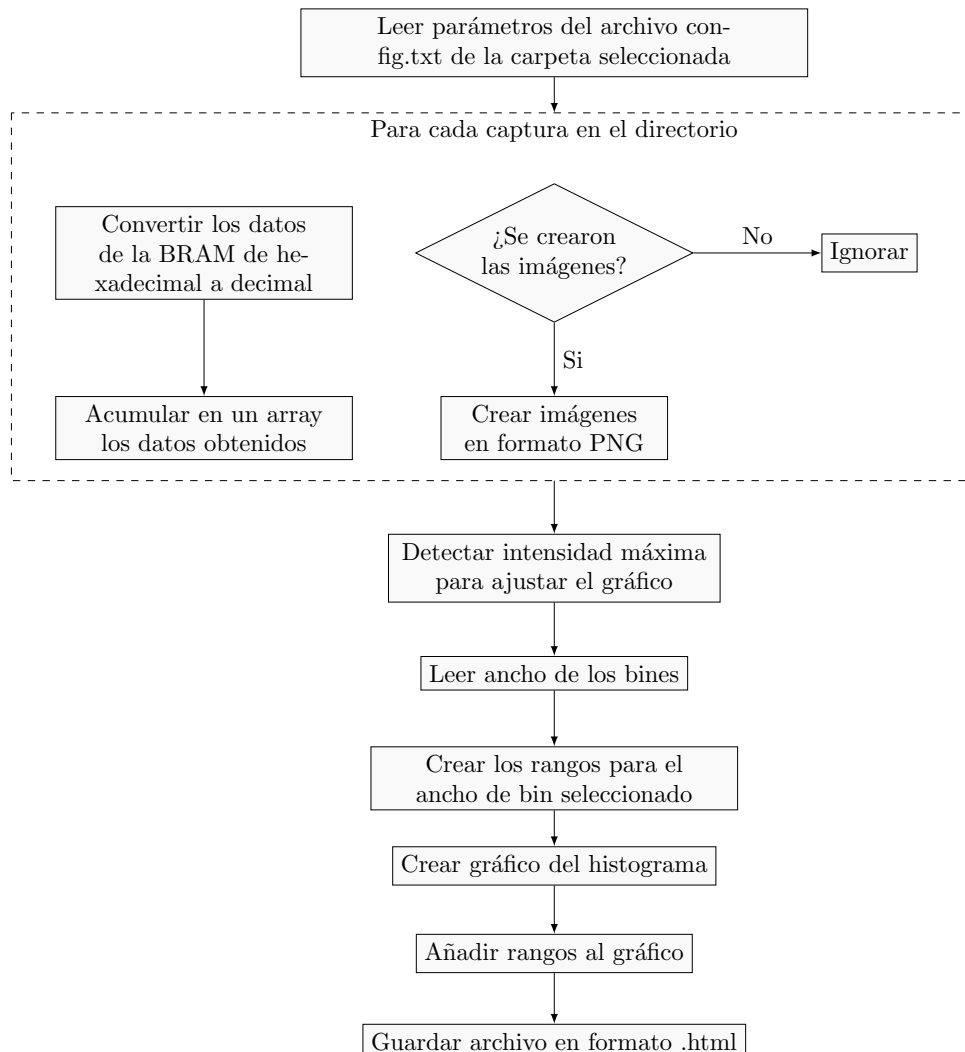 Leer parámetros del archivo con-
fig.txt de la carpeta seleccionada
Para cada captura en el directorio
Convertir los datos
de la BRAM de he-
xadecimal a decimal
¿Se crearon
las imágenes?
No
Ignorar
Si
Acumular en un array
los datos obtenidos
Crear imágenes
en formato PNG
Detectar intensidad máxima
para ajustar el gráfico
Leer ancho de los bines
Crear los rangos para el
ancho de bin seleccionado
Crear gráfico del histograma
Añadir rangos al gráfico
Guardar archivo en formato .html